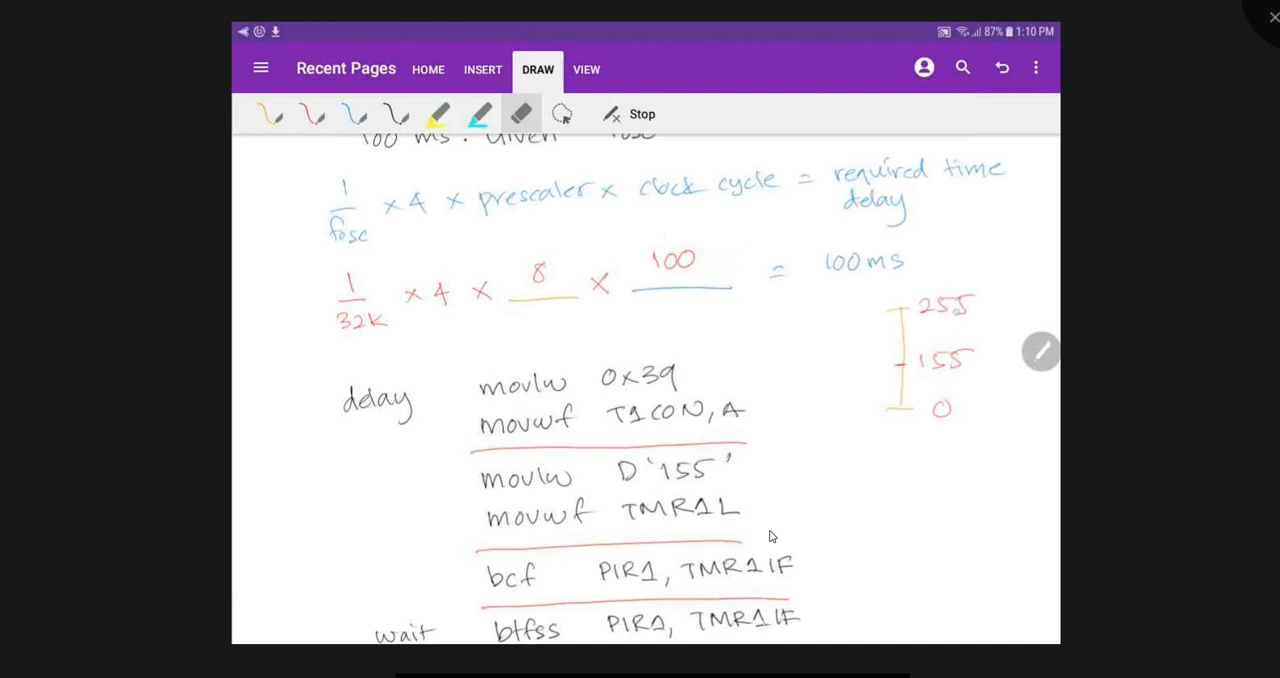 87% 1:10 PM
Recent Pages HOME INSERT DRAW VIEW
Stop
100 ms. Given fosc
1/fosc × 4 × prescaler × clock cycle = required time delay
1/32K × 4 × 8 × 100 = 100ms
255
155
0
delay movlw 0x39
movwf T1CON, A
movlw D'155'
movwf TMR1L
bcf PIR1, TMR1IF
wait btfss PIR1, TMR1IF